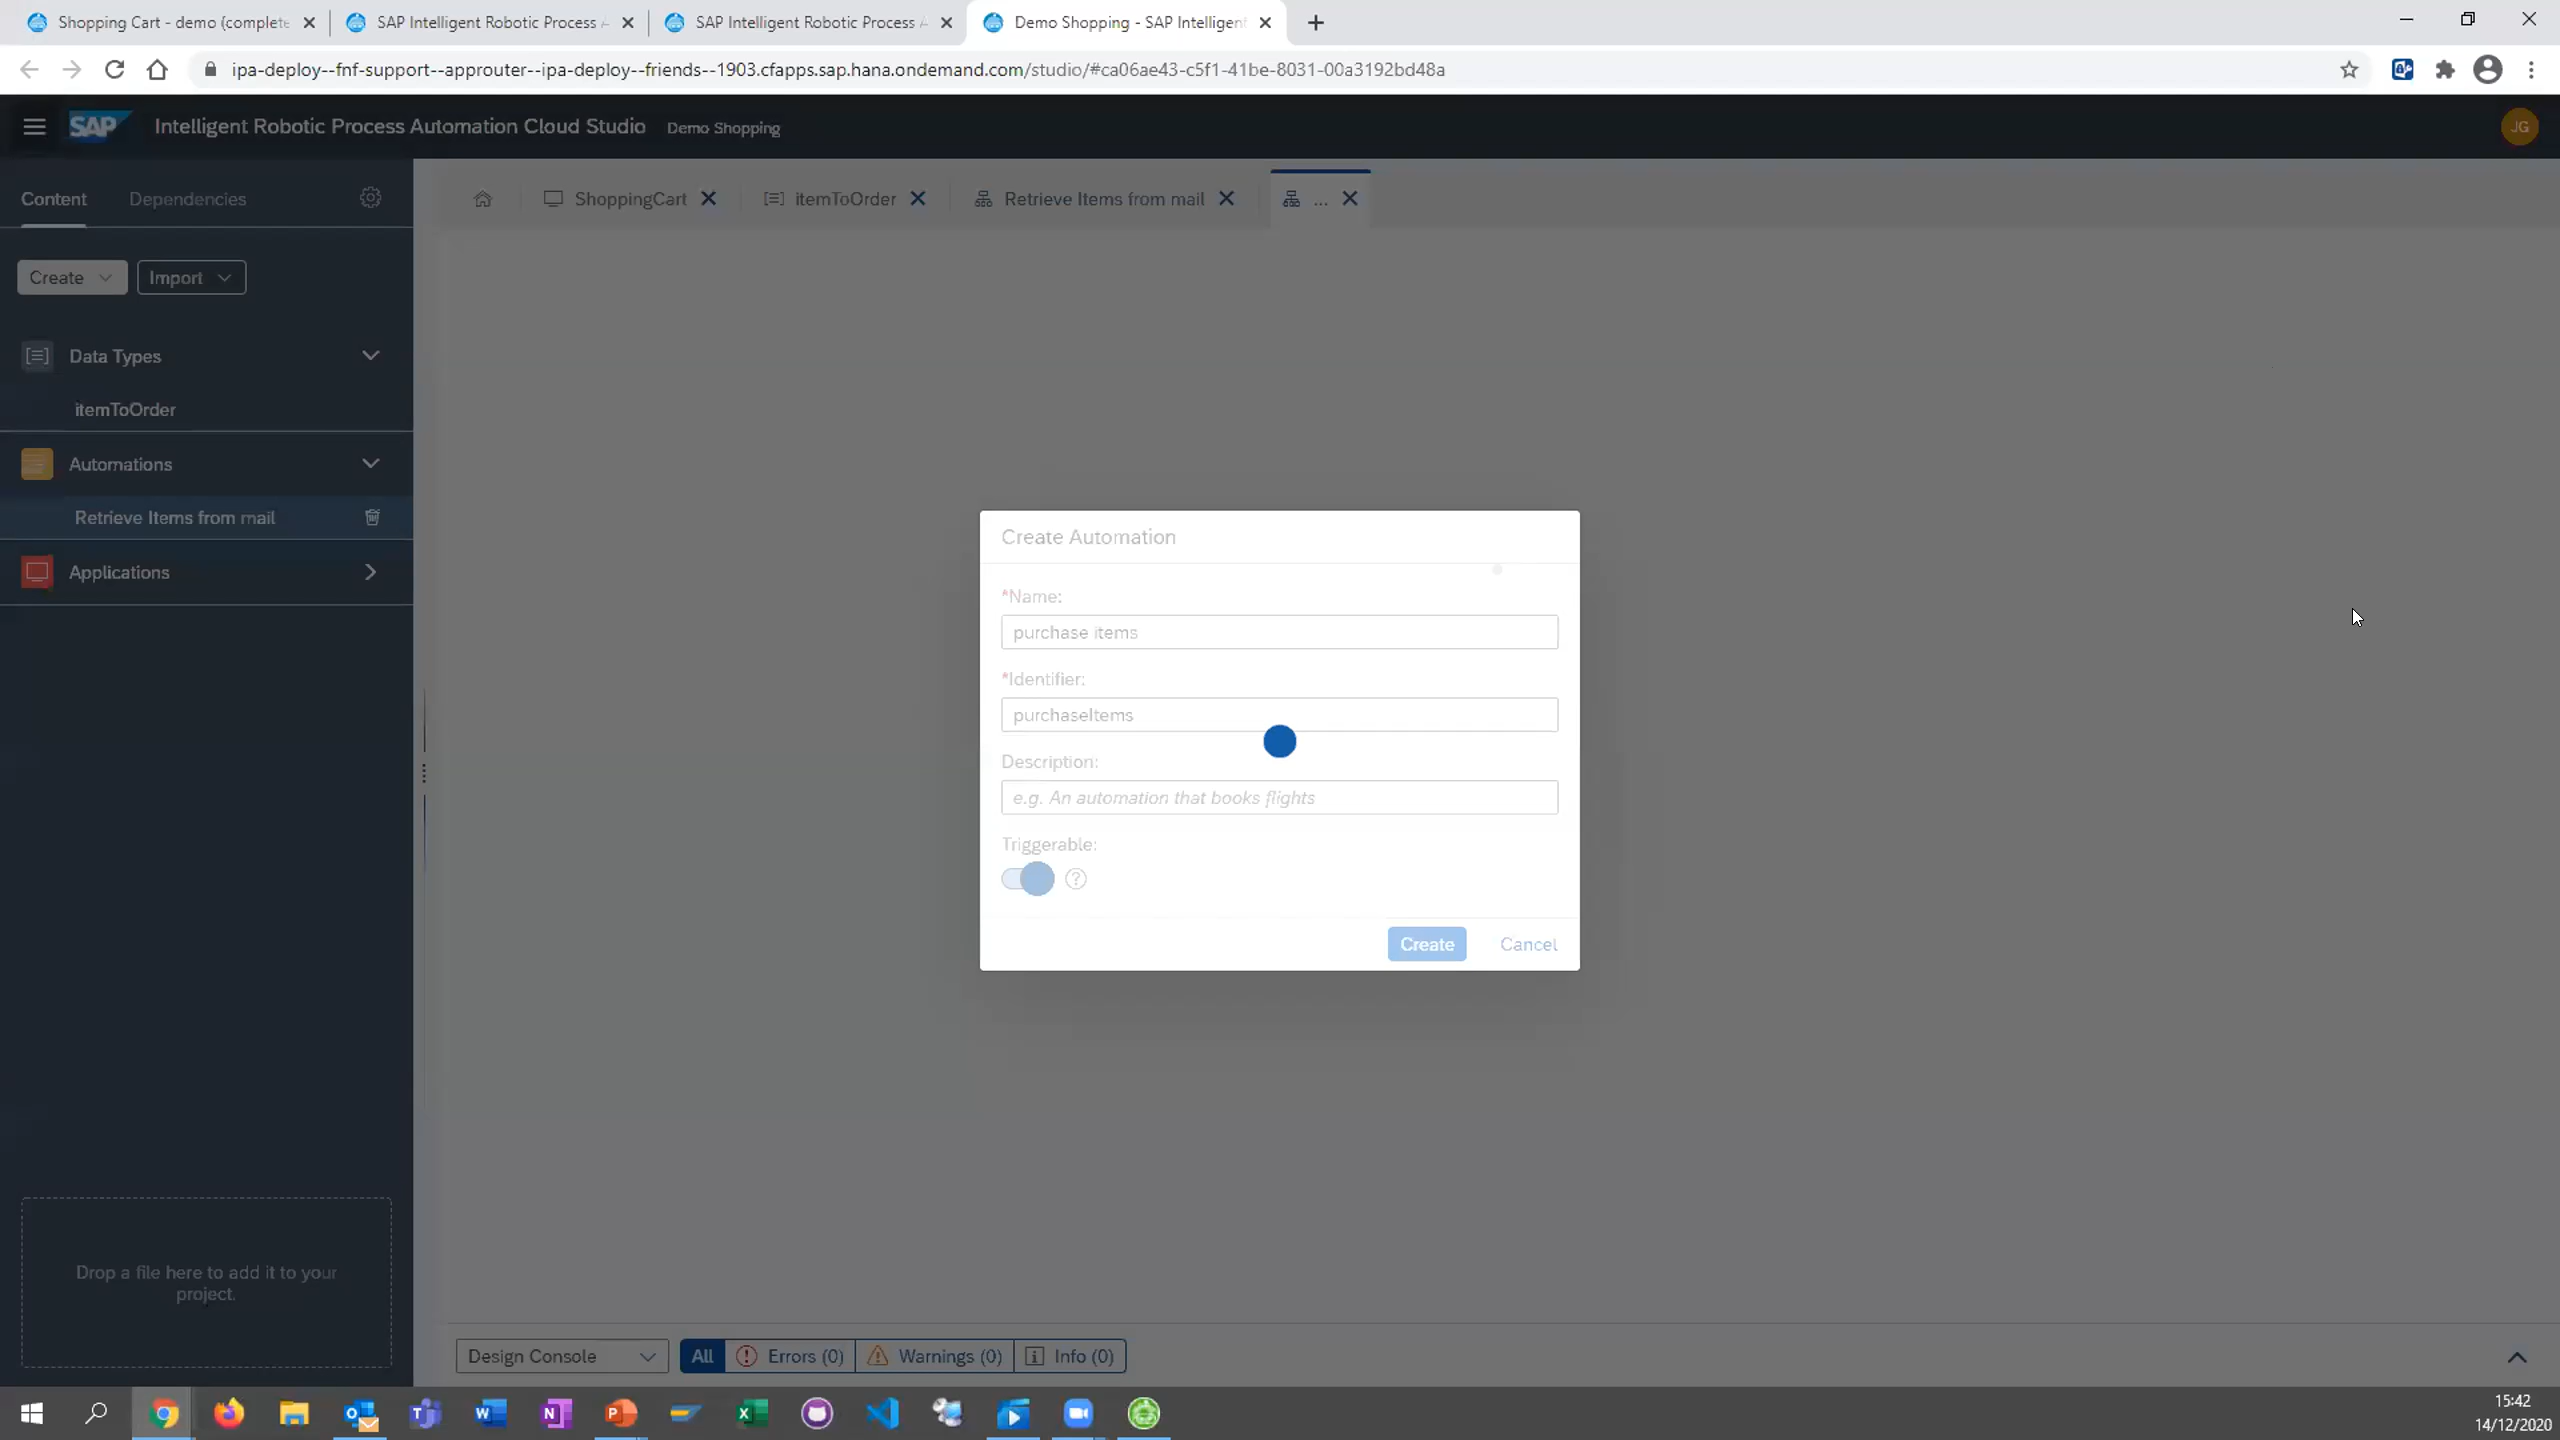 Shopping Cart - demo (complete
SAP Intelligent Robotic Process A
SAP Intelligent Robotic Process A
Demo Shopping - SAP Intelligent
ipa-deploy--fnf-support--approuter--ipa-deploy--friends--1903.cfapps.sap.hana.ondemand.com/studio/#ca06ae43-c5f1-41be-8031-00a3192bd48a
SAP Intelligent Robotic Process Automation Cloud Studio Demo Shopping
JG
Content Dependencies
ShoppingCart
itemToOrder
Retrieve Items from mail
...
Create
Import
Data Types
itemToOrder
Automations
Retrieve Items from mail
Applications
Drop a file here to add it to your
project.
Create Automation
*Name:
purchase items
*Identifier:
purchaseItems
Description:
e.g. An automation that books flights
Triggerable:
?
Create
Cancel
Design Console
All
Errors (0)
Warnings (0)
Info (0)
15:42
14/12/2020